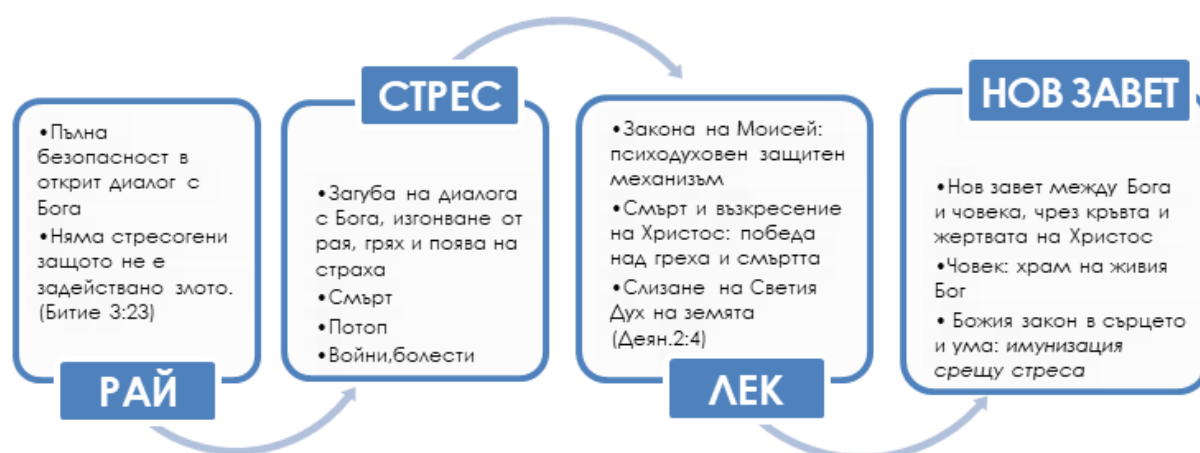 •Пълна
безопасност в
открит диалог с
Бога
•Няма стресогени
защото не е
задействано злото.
(Битие 3:23)
РАЙ
СТРЕС
•Загуба на диалога
с Бога, изгонване от
рая, грях и поява на
страха
•Смърт
•Потоп
•Войни,болести
•Закона на Моисей:
психодуховен защитен
механизъм
•Смърт и възкресение
на Христос: победа
над греха и смъртта
•Слизане на Светия
Дух на земята
(Деян.2:4)
ЛЕК
НОВ ЗАВЕТ
•Нов завет между Бога
и човека, чрез кръвта и
жертвата на Христос
•Човек: храм на живия
Бог
• Божия закон в сърцето
и ума: имунизация
срещу стреса